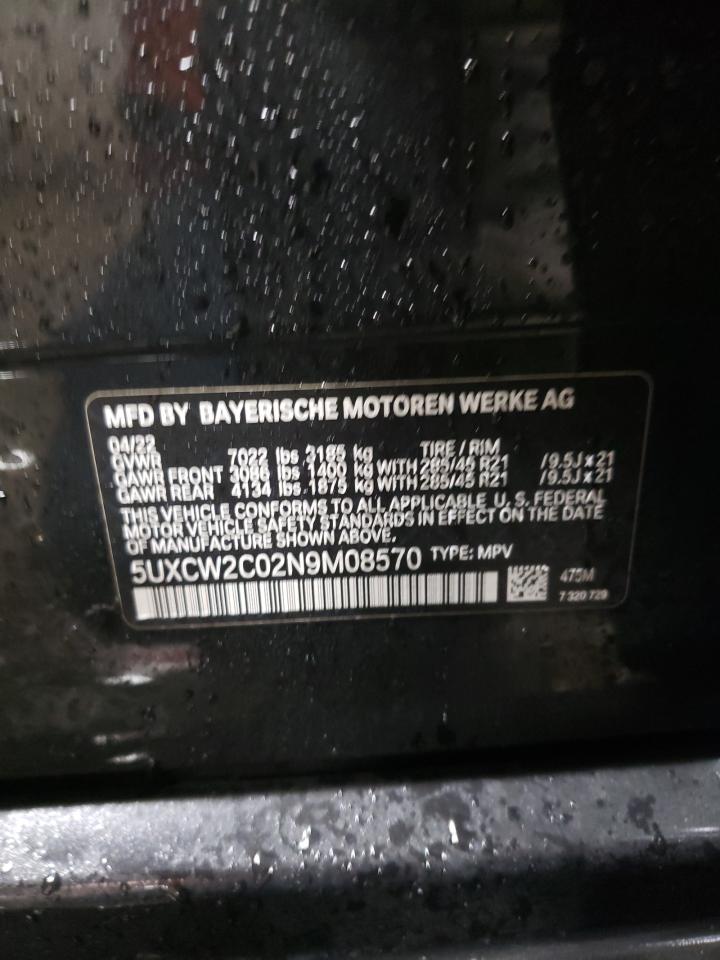 MFD BY BAYERISCHE MOTOREN WERKE AG
04/22
GVWR 7022 lbs 3185 kg TIRE / RIM
GAWR FRONT 3086 lbs 1400 kg WITH 285/45 R21 /9.5J x 21
GAWR REAR 4134 lbs 1875 kg WITH 285/45 R21 /9.5J x 21
THIS VEHICLE CONFORMS TO ALL APPLICABLE U.S. FEDERAL
MOTOR VEHICLE SAFETY STANDARDS IN EFFECT ON THE DATE
OF MANUFACTURE SHOWN ABOVE.
5UXCW2C02N9M08570 TYPE: MPV
475M
7 320 729